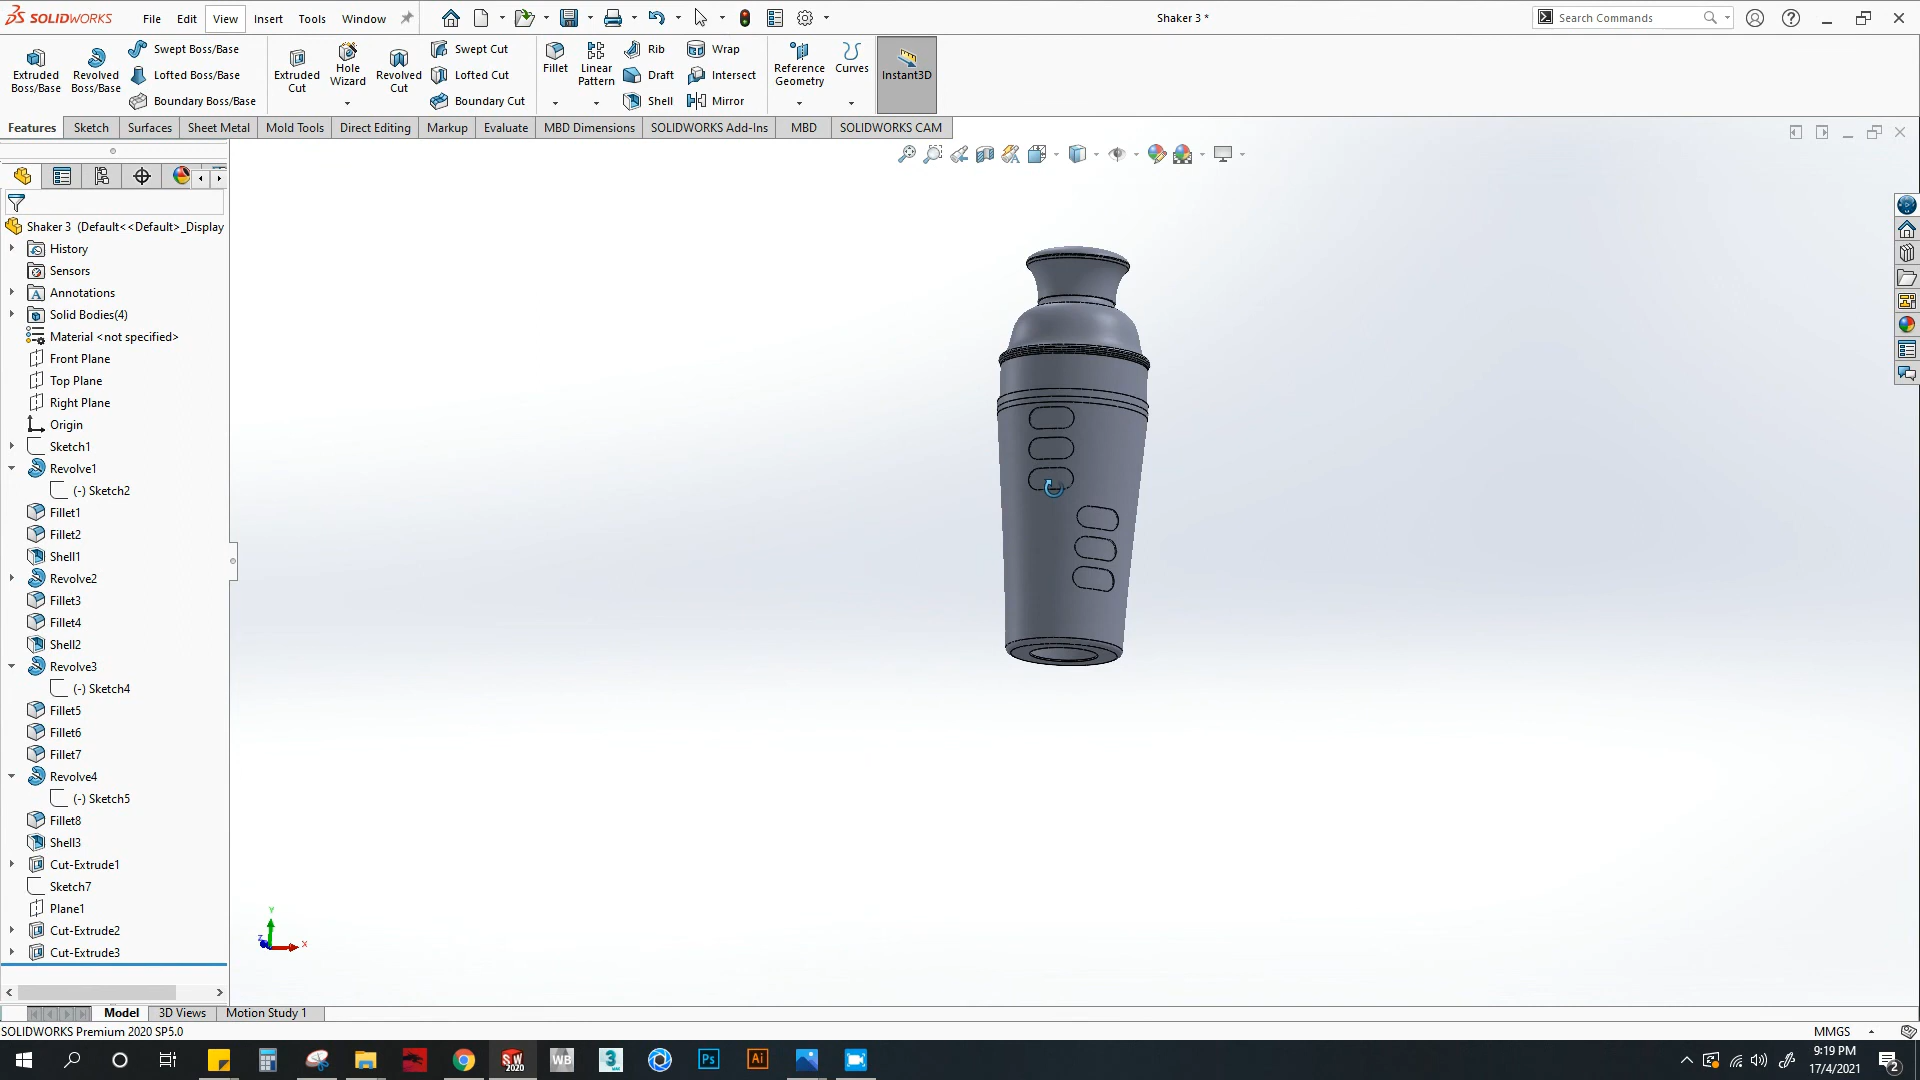 SOLIDWORKS File Edit View Insert Tools Window Shaker 3 * Search Commands
Extruded Boss/Base
Revolved Boss/Base
Swept Boss/Base
Lofted Boss/Base
Boundary Boss/Base
Extruded Cut
Hole Wizard
Revolved Cut
Swept Cut
Lofted Cut
Boundary Cut
Fillet
Linear Pattern
Rib
Draft
Shell
Wrap
Intersect
Mirror
Reference Geometry
Curves
Instant3D
Features Sketch Surfaces Sheet Metal Mold Tools Direct Editing Markup Evaluate MBD Dimensions SOLIDWORKS Add-Ins MBD SOLIDWORKS CAM
Shaker 3 (Default<<Default>_Display
History
Sensors
Annotations
Solid Bodies(4)
Material <not specified>
Front Plane
Top Plane
Right Plane
Origin
Sketch1
Revolve1
(-) Sketch2
Fillet1
Fillet2
Shell1
Revolve2
Fillet3
Fillet4
Shell2
Revolve3
(-) Sketch4
Fillet5
Fillet6
Fillet7
Revolve4
(-) Sketch5
Fillet8
Shell3
Cut-Extrude1
Sketch7
Plane1
Cut-Extrude2
Cut-Extrude3
Y
Z X
Model 3D Views Motion Study 1
SOLIDWORKS Premium 2020 SP5.0 MMGS
SW 2020 WB 3 Ps Ai
9:19 PM
17/4/2021
2